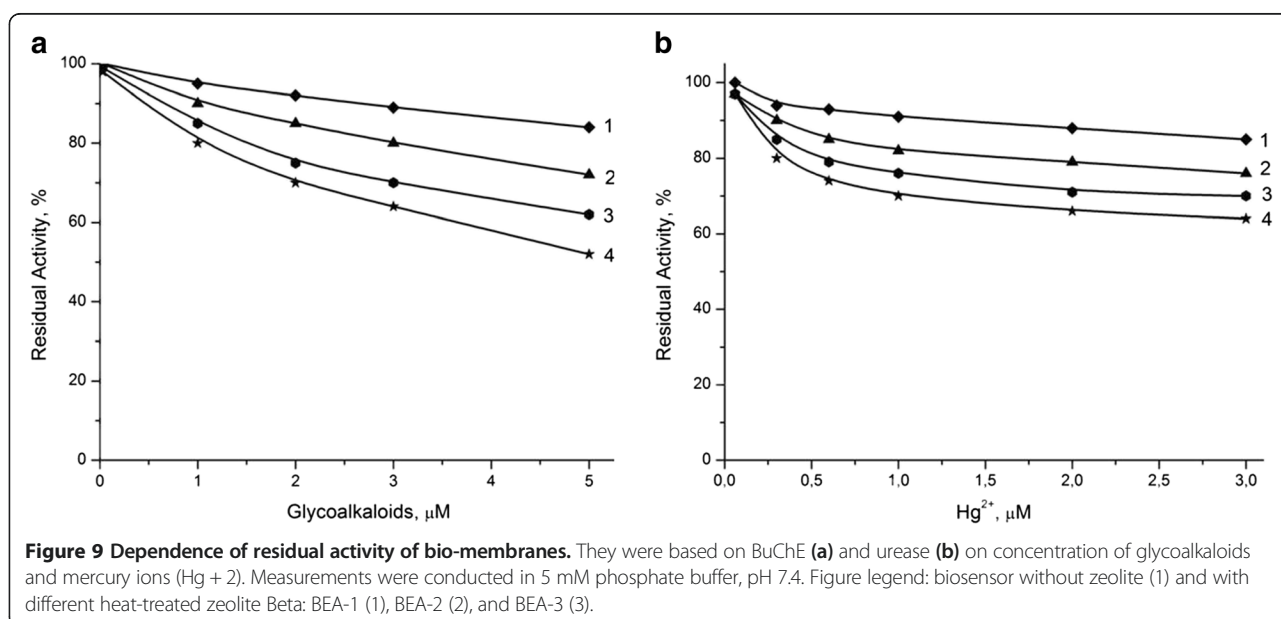 a
100
80
60
40
20
0
Residual Activity, %
0 1 2 3 4 5
Glycoalkaloids, μM
1
2
3
4
b
100
80
60
40
20
0
Residual Activity, %
0,0 0,5 1,0 1,5 2,0 2,5 3,0
Hg2+, μM
1
2
3
4
Figure 9 Dependence of residual activity of bio-membranes. They were based on BuChE (a) and urease (b) on concentration of glycoalkaloids
and mercury ions (Hg + 2). Measurements were conducted in 5 mM phosphate buffer, pH 7.4. Figure legend: biosensor without zeolite (1) and with
different heat-treated zeolite Beta: BEA-1 (1), BEA-2 (2), and BEA-3 (3).